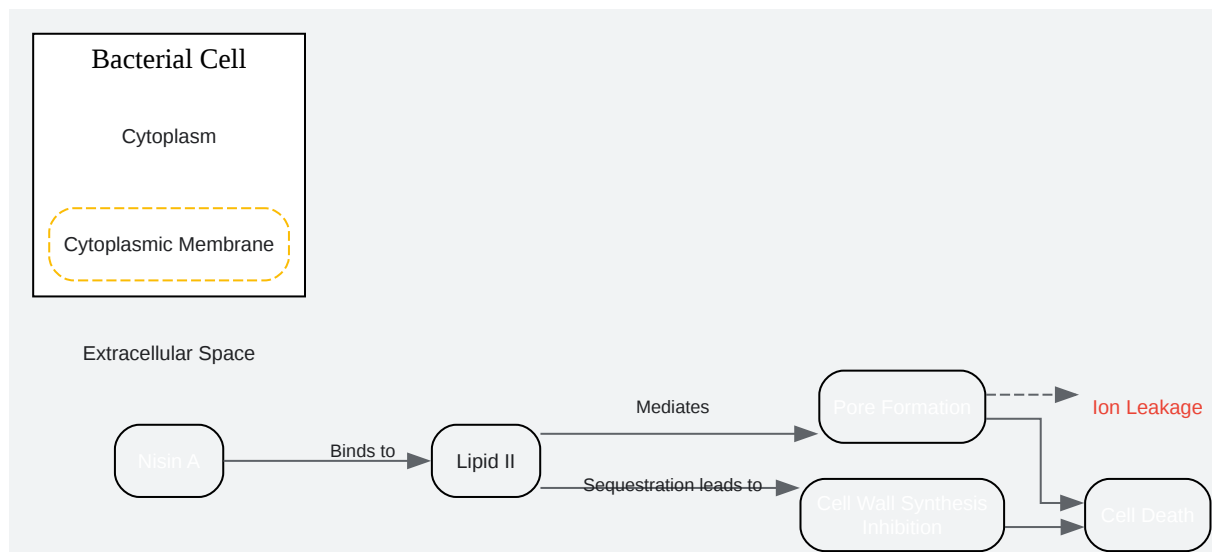 Bacterial Cell
Cytoplasm
Cytoplasmic Membrane
Extracellular Space
Nisin A
Binds to
Lipid II
Mediates
Sequestration leads to
Pore Formation
Ion Leakage
Cell Wall Synthesis
Inhibition
Cell Death